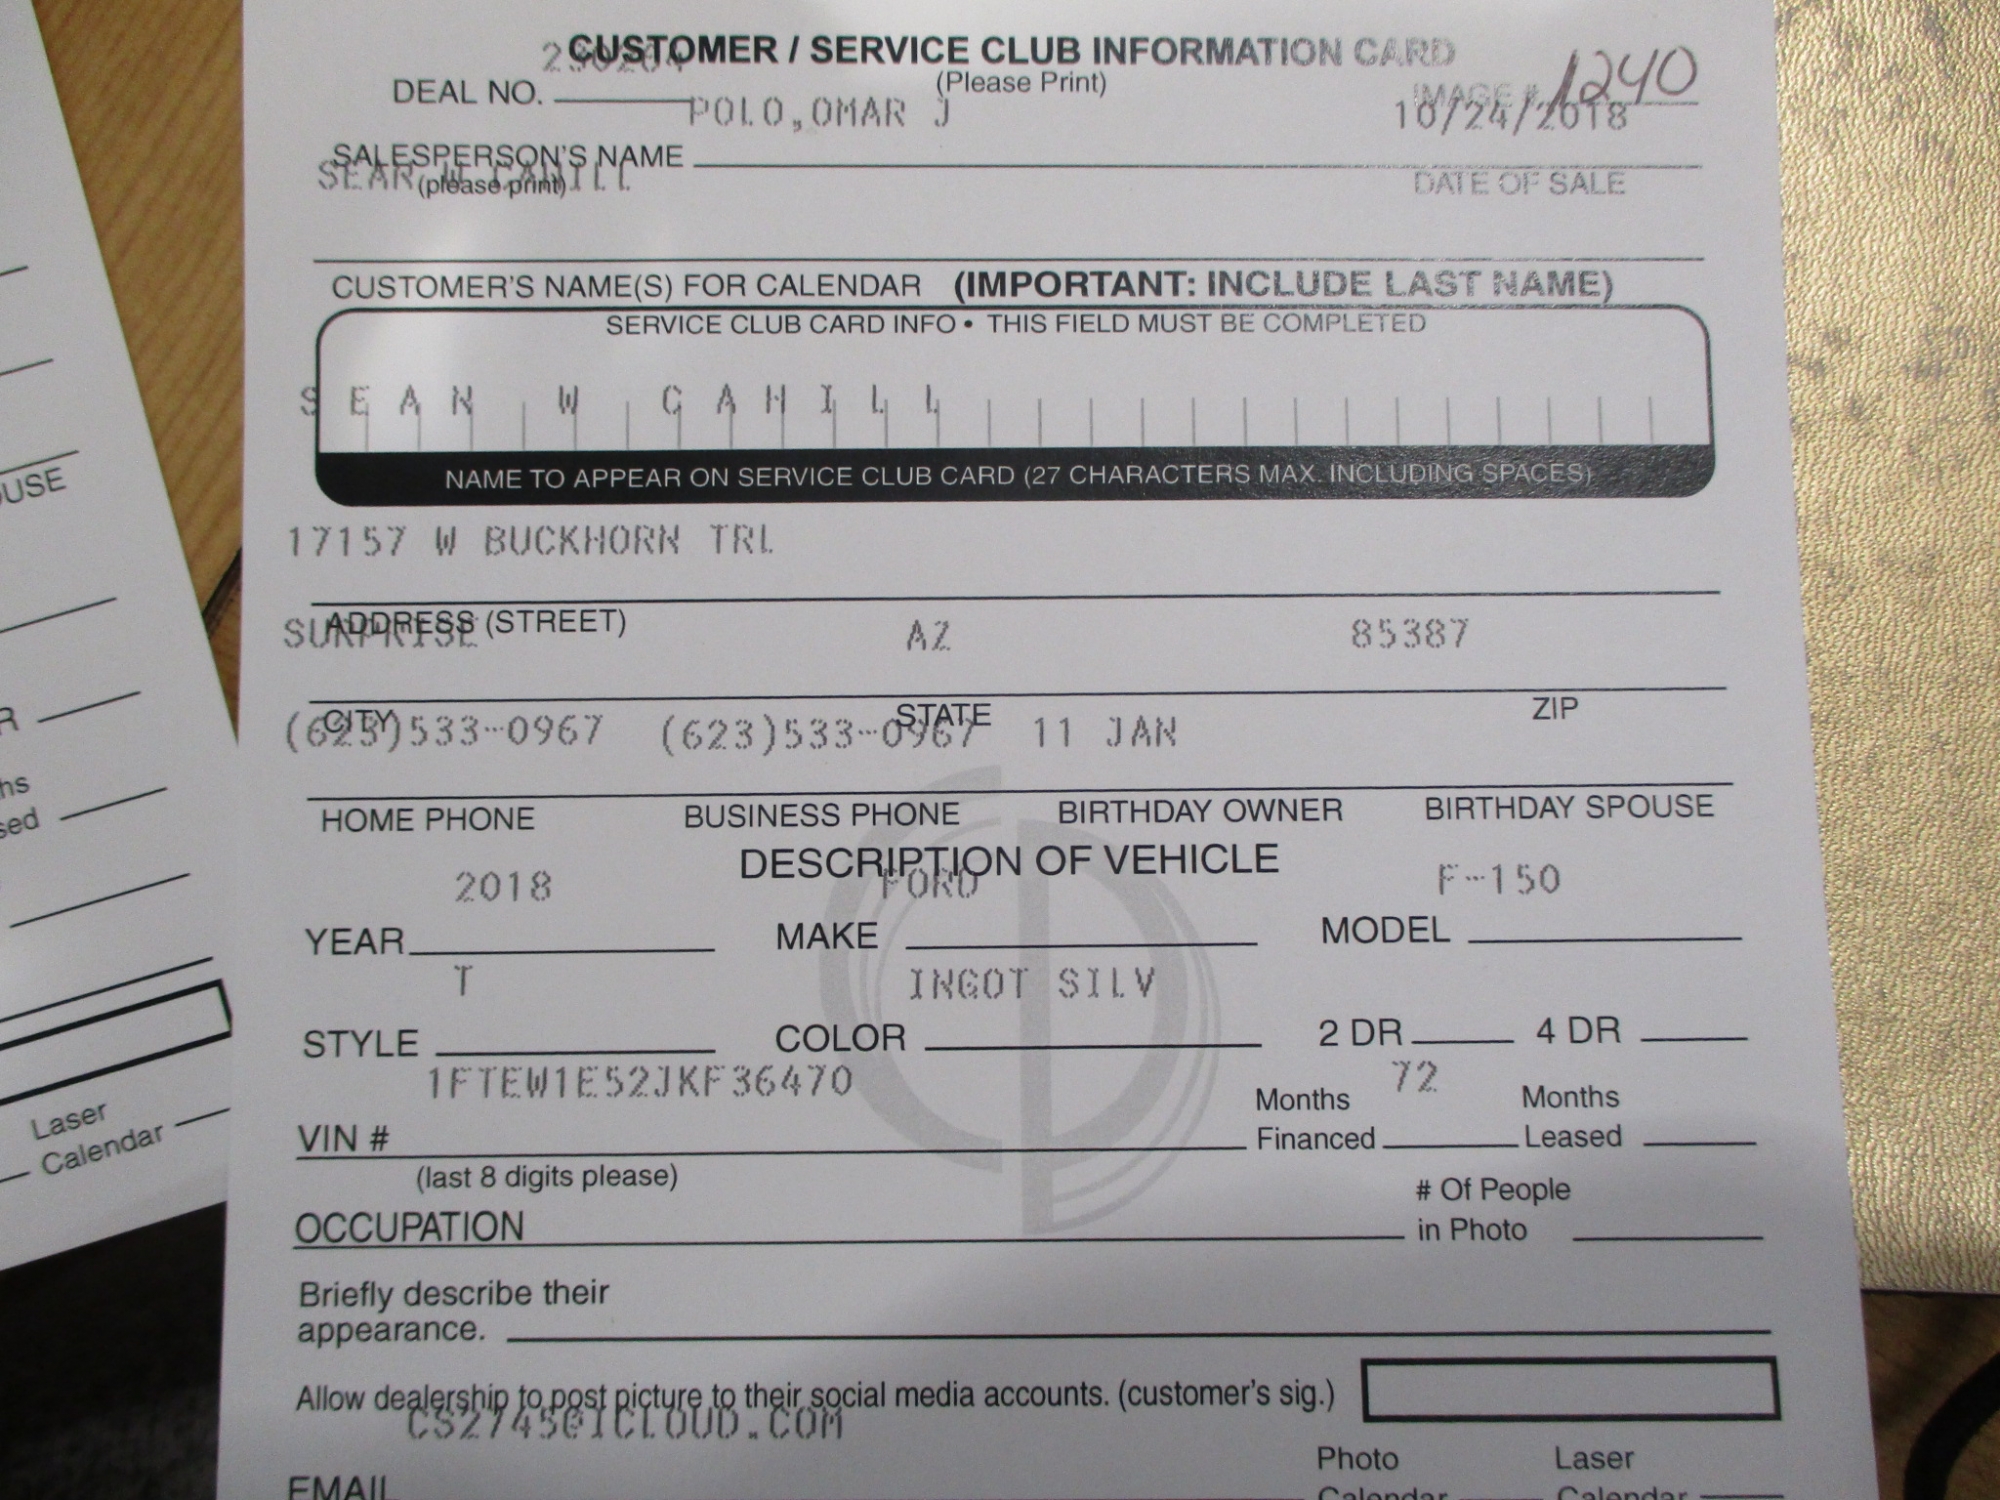 CUSTOMER / SERVICE CLUB INFORMATION CARD
(Please Print)
DEAL NO.
IMAGE # 1240
POLO,OMAR J
10/24/2018
SALESPERSON'S NAME
(please print)
DATE OF SALE
CAHILL
CUSTOMER'S NAME(S) FOR CALENDAR (IMPORTANT: INCLUDE LAST NAME)
SERVICE CLUB CARD INFO • THIS FIELD MUST BE COMPLETED
SEAN W CAHILL
NAME TO APPEAR ON SERVICE CLUB CARD (27 CHARACTERS MAX. INCLUDING SPACES)
17157 W BUCKHORN TRL
ADDRESS (STREET)
SURPRISE AZ 85387
CITY STATE ZIP
(623)533-0967 (623)533-0967 11 JAN
HOME PHONE BUSINESS PHONE BIRTHDAY OWNER BIRTHDAY SPOUSE
DESCRIPTION OF VEHICLE
2018 FORD F-150
YEAR MAKE MODEL
T INGOT SILV
STYLE COLOR 2 DR 4 DR
1FTEW1E52JKF36470 72
VIN # Months Financed Months Leased
(last 8 digits please)
OCCUPATION # Of People in Photo
Briefly describe their
appearance.
Allow dealership to post picture to their social media accounts. (customer's sig.)
CS2745@ICLOUD.COM
EMAIL Photo Calendar Laser Calendar
Laser
Calendar